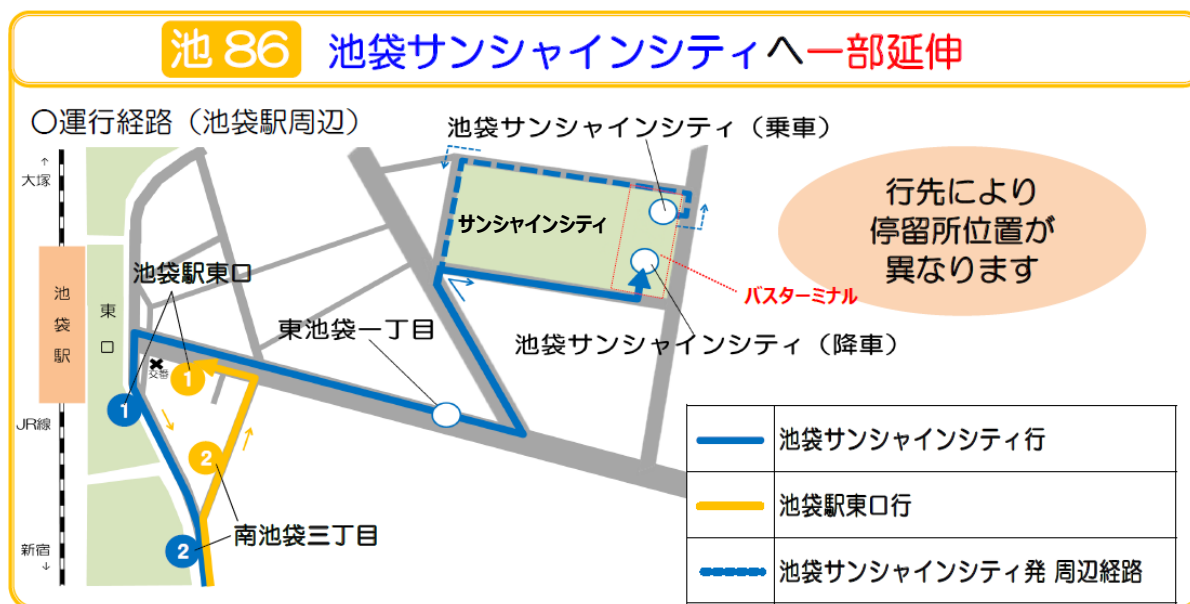 池86 池袋サンシャインシティへ一部延伸
〇運行経路（池袋駅周辺）
池袋サンシャインシティ（乗車）
↑
大塚
行先により
停留所位置が
異なります
サンシャインシティ
池袋駅東口
池袋駅
東口
バスターミナル
東池袋一丁目
池袋サンシャインシティ（降車）
交番
1
1
JR線
池袋サンシャインシティ行
2
池袋駅東口行
南池袋三丁目
2
新宿
↓
池袋サンシャインシティ発 周辺経路